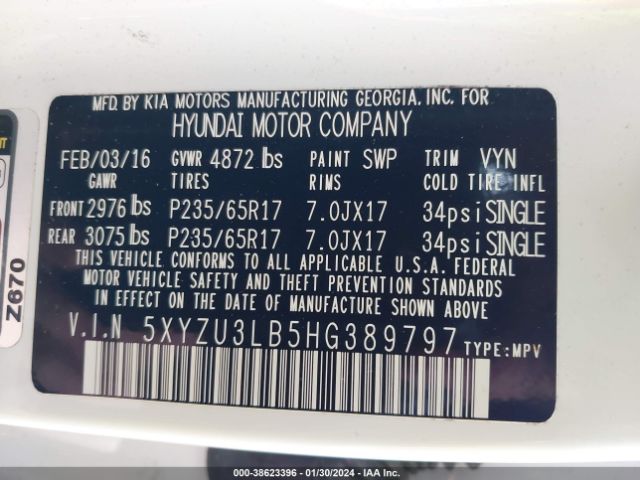 MFD. BY KIA MOTORS MANUFACTURING GEORGIA, INC. FOR
HYUNDAI MOTOR COMPANY
FEB/03/16 GVWR 4872 lbs PAINT SWP TRIM VYN
GAWR TIRES RIMS COLD TIRE INFL
FRONT 2976 lbs P235/65R17 7.0JX17 34psi SINGLE
REAR 3075 lbs P235/65R17 7.0JX17 34psi SINGLE
THIS VEHICLE CONFORMS TO ALL APPLICABLE U.S.A. FEDERAL
MOTOR VEHICLE SAFETY AND THEFT PREVENTION STANDARDS
IN EFFECT ON THE DATE OF MANUFACTURE SHOWN ABOVE.
V.I.N 5XYZU3LB5HG389797 TYPE:MPV
Z670
000-38623396 - 01/30/2024 - IAAI.COM